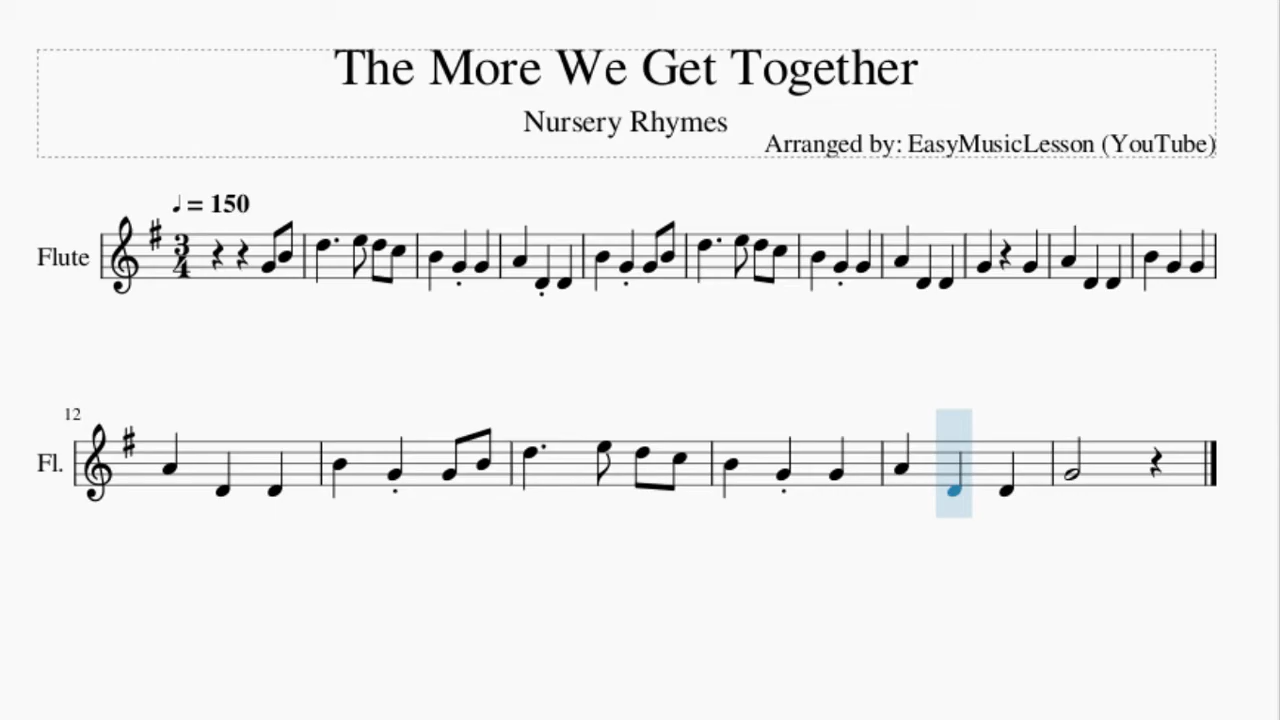 The More We Get Together
Nursery Rhymes
Arranged by: EasyMusicLesson (YouTube)
♩ = 150
Flute
3
4
12
Fl.